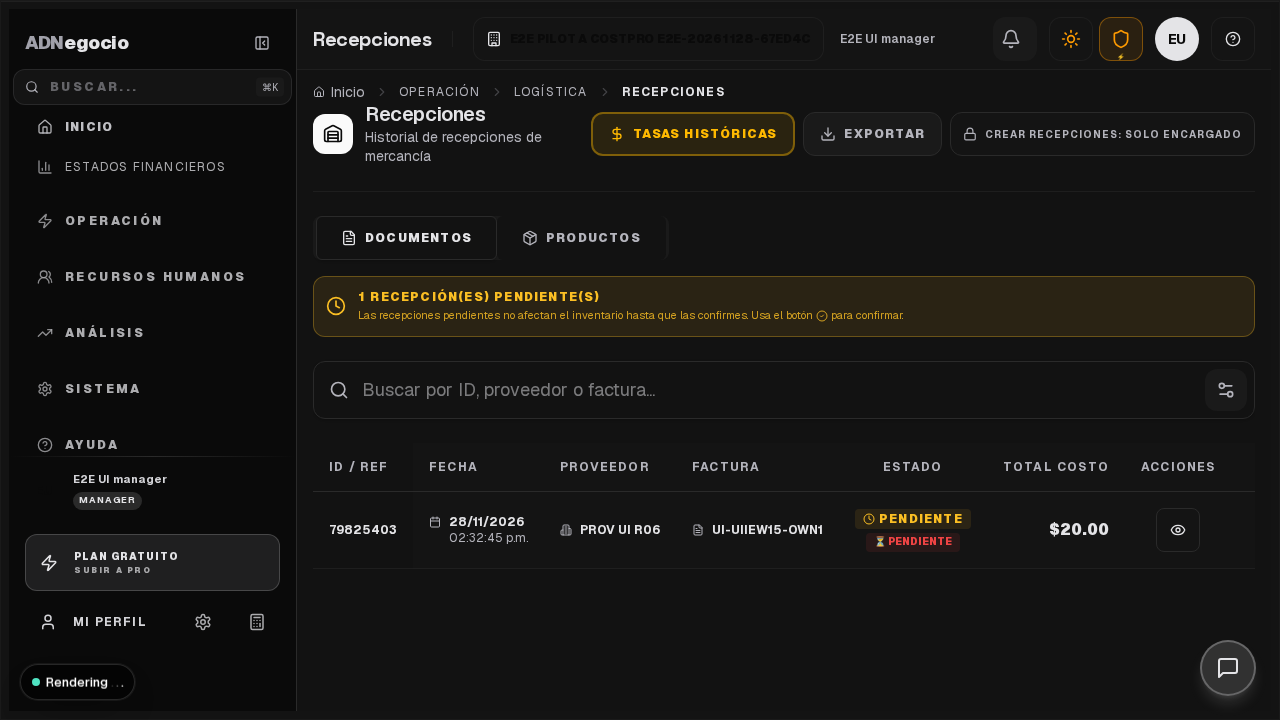 ADNegocio
BUSCAR...
⌘K
INICIO
ESTADOS FINANCIEROS
OPERACIÓN
RECURSOS HUMANOS
ANÁLISIS
SISTEMA
AYUDA
E2E UI manager
MANAGER
PLAN GRATUITO
SUBIR A PRO
MI PERFIL
Rendering ...
Recepciones
E2E PILOT A COSTPRO E2E-20261128-67ED4C
E2E UI manager
EU
Inicio
OPERACIÓN
LOGÍSTICA
RECEPCIONES
Recepciones
Historial de recepciones de
mercancía
TASAS HISTÓRICAS
EXPORTAR
CREAR RECEPCIONES: SOLO ENCARGADO
DOCUMENTOS
PRODUCTOS
1 RECEPCIÓN(ES) PENDIENTE(S)
Las recepciones pendientes no afectan el inventario hasta que las confirmes. Usa el botón para confirmar.
Buscar por ID, proveedor o factura...
ID / REF FECHA PROVEEDOR FACTURA ESTADO TOTAL COSTO ACCIONES
79825403 28/11/2026 PROV UI R06 UI-UIIEW15-OWN1 PENDIENTE $20.00
02:32:45 p.m. ⏳ PENDIENTE